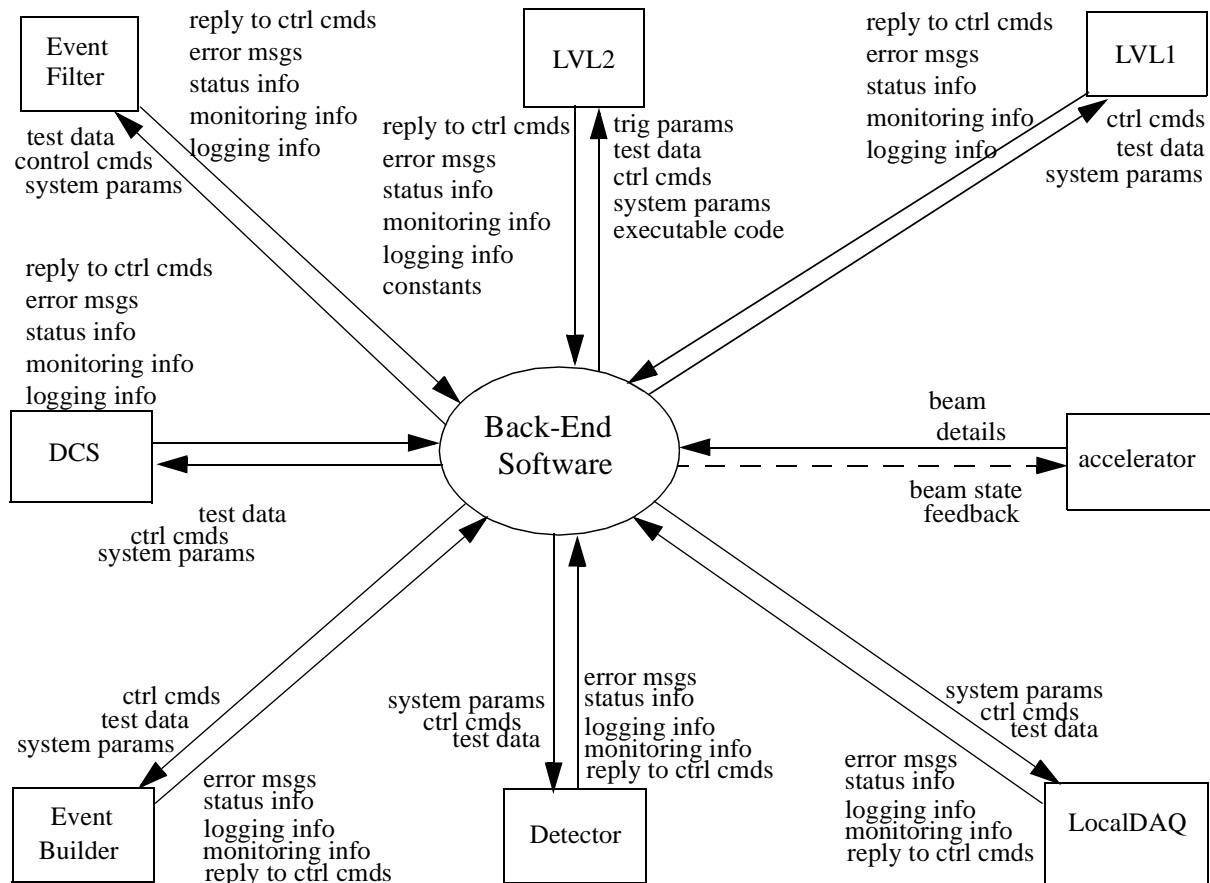 Event
Filter
reply to ctrl cmds
error msgs
status info
monitoring info
logging info
test data
control cmds
system params
LVL2
reply to ctrl cmds
error msgs
status info
monitoring info
logging info
constants
trig params
test data
ctrl cmds
system params
executable code
reply to ctrl cmds
error msgs
status info
monitoring info
logging info
LVL1
ctrl cmds
test data
system params
reply to ctrl cmds
error msgs
status info
monitoring info
logging info
DCS
test data
ctrl cmds
system params
Back-End
Software
beam
details
accelerator
beam state
feedback
ctrl cmds
test data
system params
Event
Builder
error msgs
status info
logging info
monitoring info
reply to ctrl cmds
system params
ctrl cmds
test data
error msgs
status info
logging info
monitoring info
reply to ctrl cmds
Detector
system params
ctrl cmds
test data
error msgs
status info
logging info
monitoring info
reply to ctrl cmds
LocalDAQ